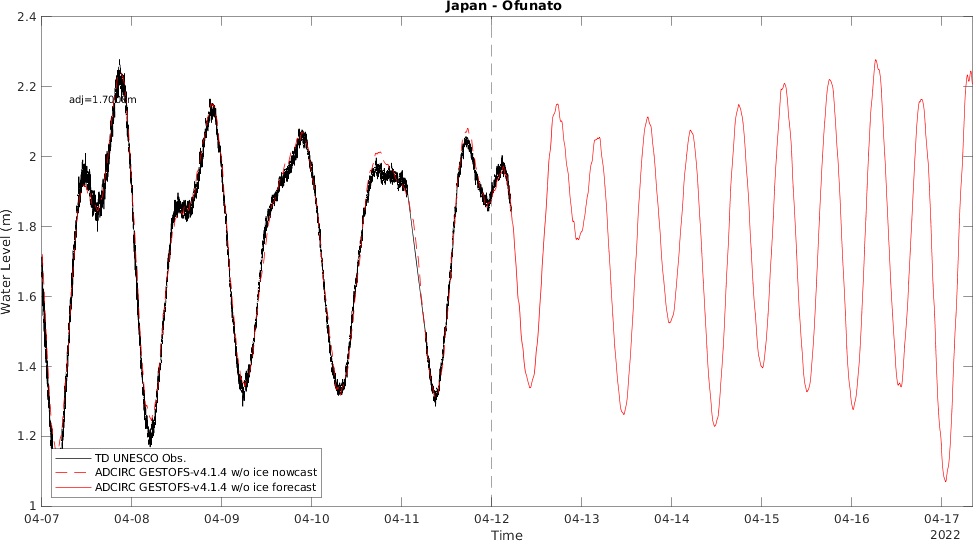 Japan - Ofunato
2.4
2.2
2
1.8
1.6
1.4
1.2
1
Water Level (m)
TD UNESCO Obs.
ADCIRC GESTOFS-v4.1.4 w/o ice nowcast
ADCIRC GESTOFS-v4.1.4 w/o ice forecast
04-07 04-08 04-09 04-10 04-11 04-12 04-13 04-14 04-15 04-16 04-17
Time
2022